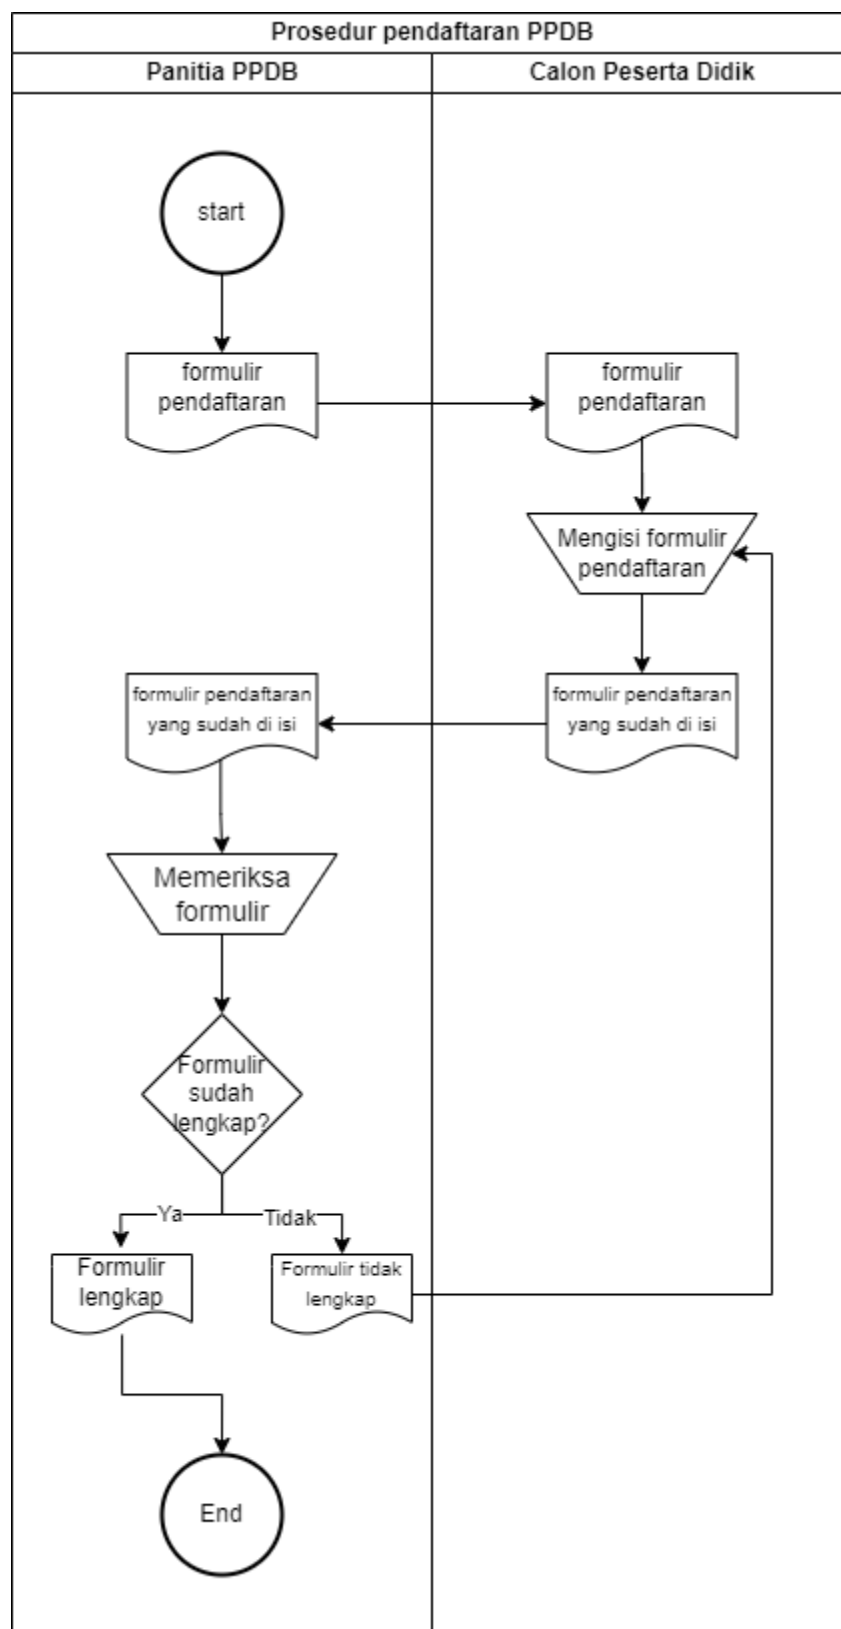 Prosedur pendaftaran PPDB
Panitia PPDB
Calon Peserta Didik
start
formulir
pendaftaran
formulir
pendaftaran
Mengisi formulir
pendaftaran
formulir pendaftaran
yang sudah di isi
formulir pendaftaran
yang sudah di isi
Memeriksa
formulir
Formulir
sudah
lengkap?
Ya
Tidak
Formulir
lengkap
Formulir tidak
lengkap
End